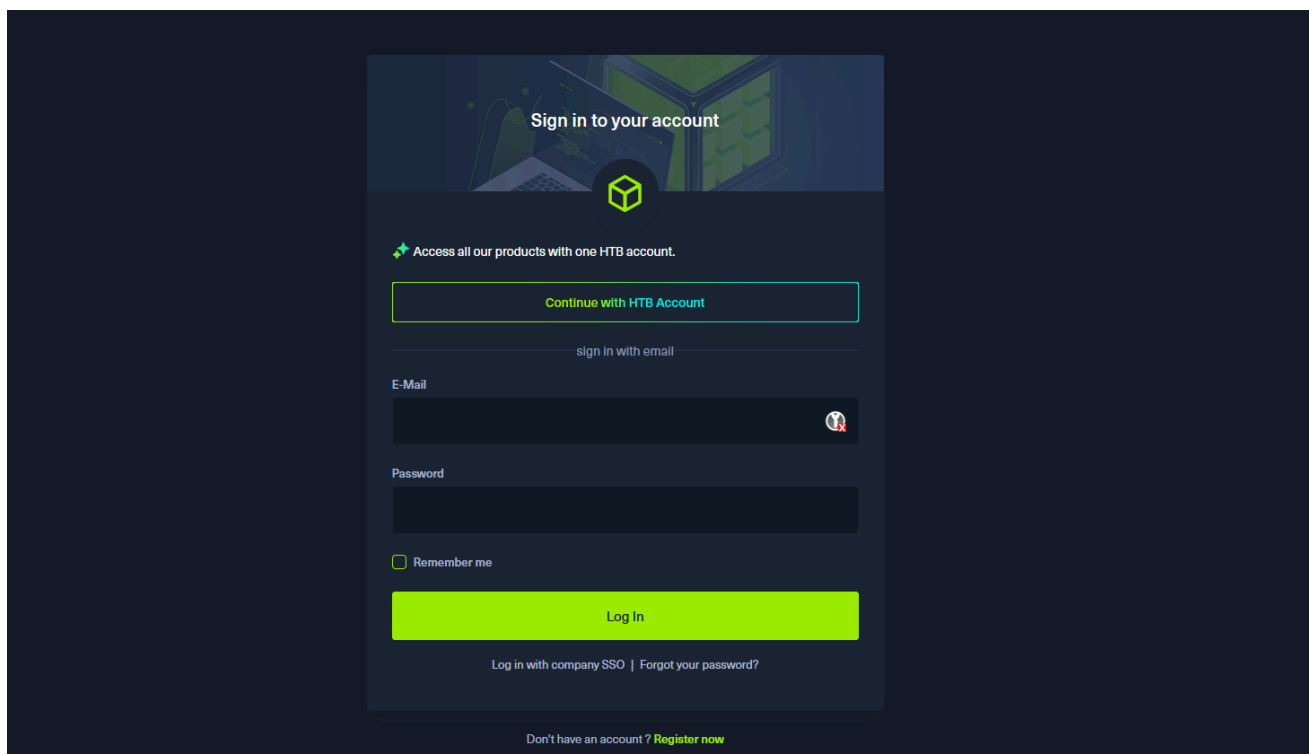 Sign in to your account
Access all our products with one HTB account.
Continue with HTB Account
sign in with email
E-Mail
Password
Remember me
Log In
Log in with company SSO | Forgot your password?
Don't have an account ? Register now